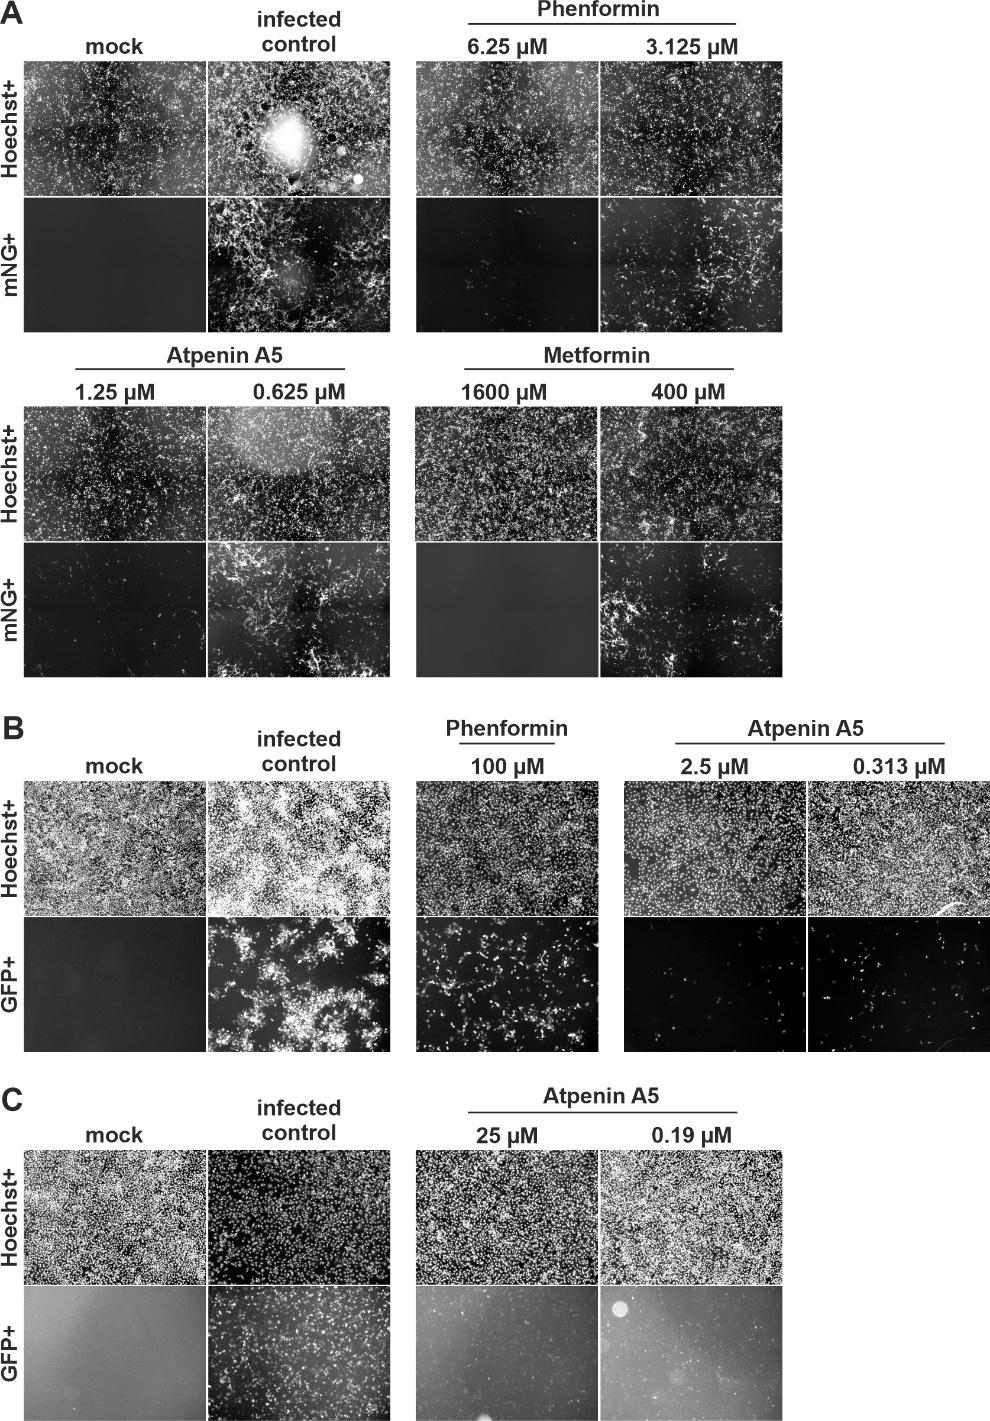 A
mock
infected
control
Phenformin
6.25 µM
3.125 µM
Hoechst+
mNG+
Atpenin A5
1.25 µM
0.625 µM
Metformin
1600 µM
400 µM
Hoechst+
mNG+
B
mock
infected
control
Phenformin
100 µM
Atpenin A5
2.5 µM
0.313 µM
Hoechst+
GFP+
C
mock
infected
control
Atpenin A5
25 µM
0.19 µM
Hoechst+
GFP+